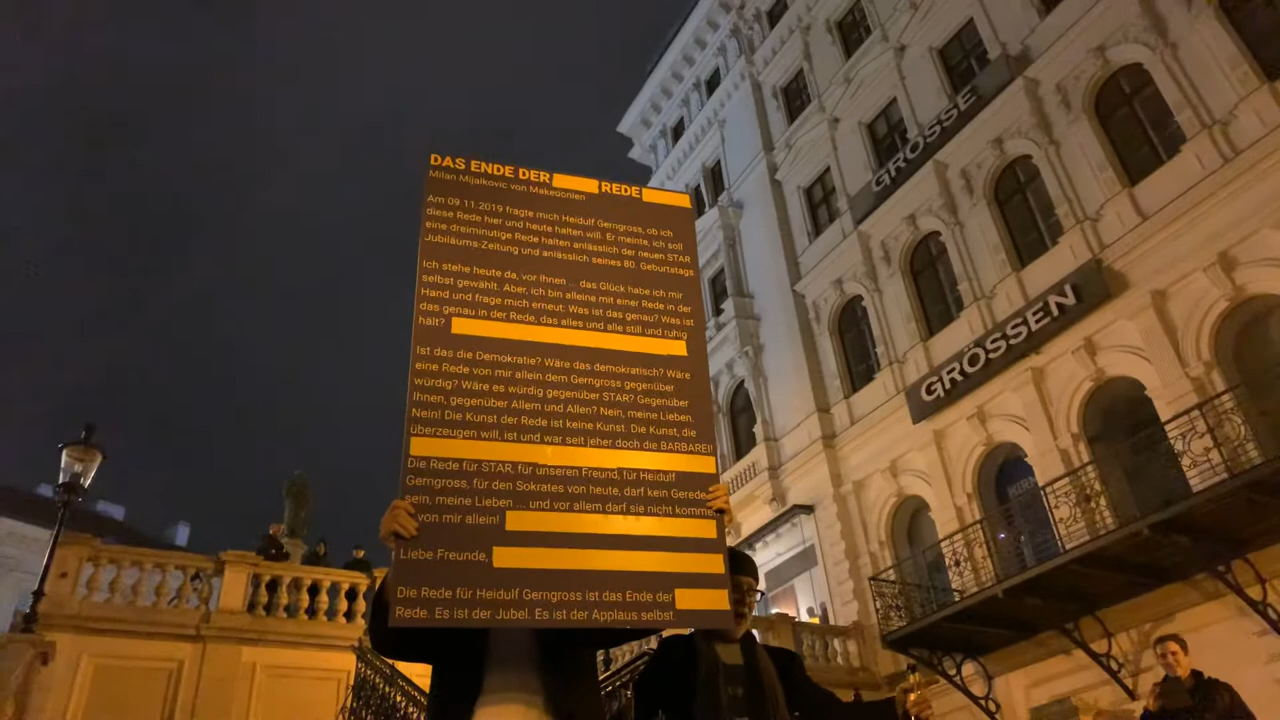 DAS ENDE DER REDE
Milan Mijalkovic von Makedonien
Am 09 11.2019 fragte mich Heidulf Gerngross, ob ich
diese Rede hier und heute halten will. Er meinte, ich soll
eine dreiminutige Rede halten anlässlich der neuen STAR
Jubiläums-Zeitung und anlässlich seines 80. Geburtstags
Ich stehe heute da, vor Ihnen ... das Glück habe ich mir
selbst gewählt. Aber, ich bin alleine mit einer Rede in der
Hand und frage mich erneut: Was ist das genau? Was ist
das genau in der Rede, das alles und alle still und ruhig
hält?
Ist das die Demokratie? Wäre das demokratisch? Wäre
eine Rede von mir allein dem Gerngross gegenüber
würdig? Wäre es würdig gegenüber STAR? Gegenüber
Ihnen, gegenüber Allem und Allen? Nein, meine Lieben.
Nein! Die Kunst der Rede ist keine Kunst. Die Kunst, die
überzeugen will, ist und war seit jeher doch die BARBAREI!
Die Rede für STAR, für unseren Freund, für Heidulf
Gerngross, für den Sokrates von heute, darf kein Gerede
sein, meine Lieben ... und vor allem darf sie nicht kommen
von mir allein!
Liebe Freunde,
Die Rede für Heidulf Gerngross ist das Ende der
Rede. Es ist der Jubel. Es ist der Applaus selbst.
GRÖSSE
GRÖSSEN